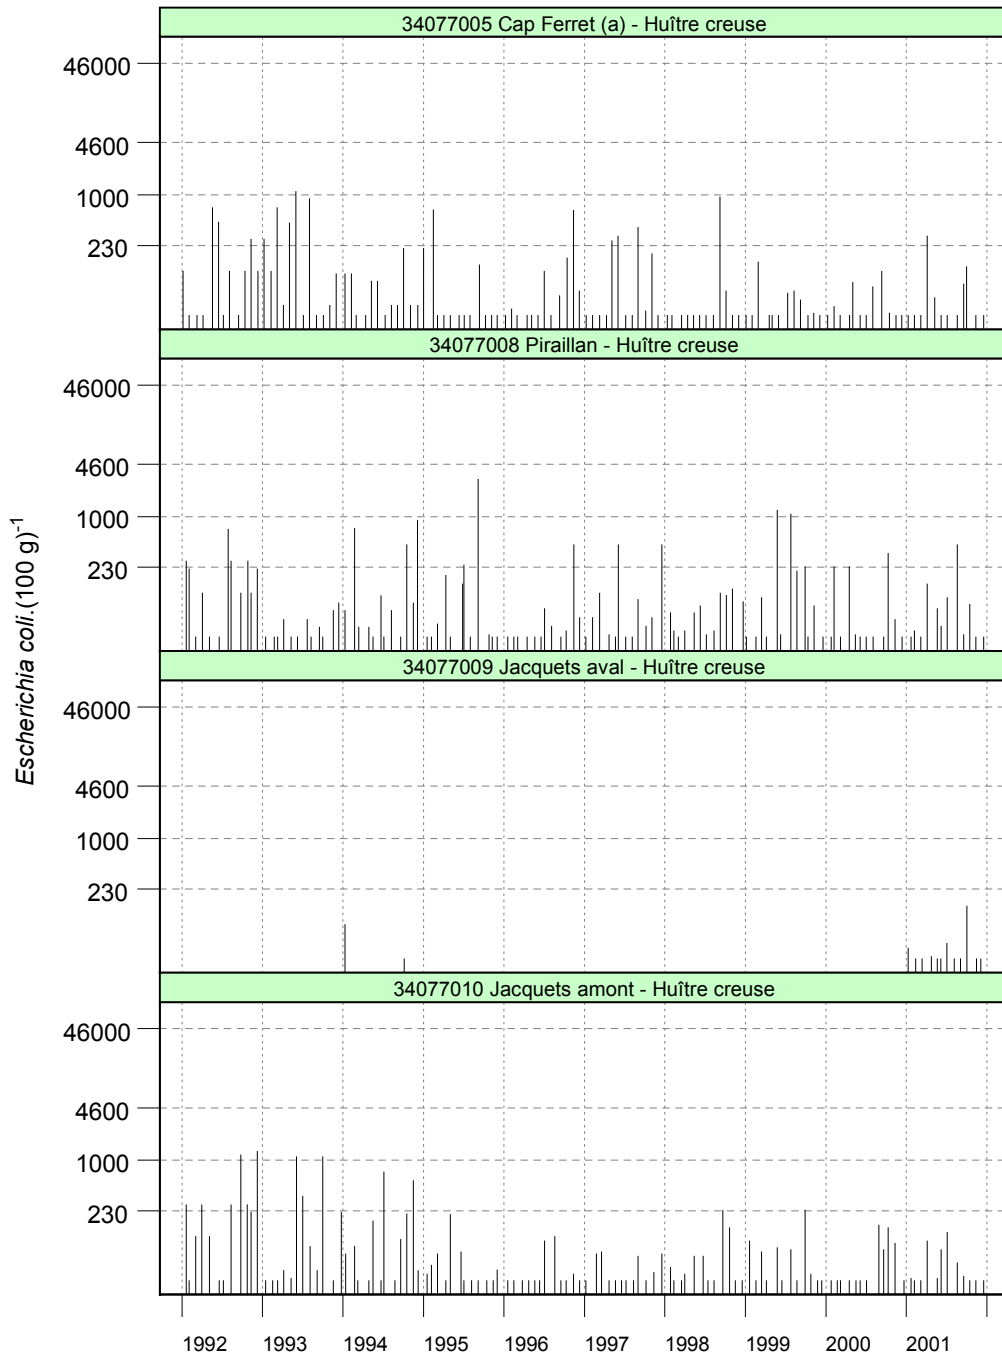 34077005 Cap Ferret (a) - Huître creuse
46000
4600
1000
230
34077008 Piraillan - Huître creuse
46000
4600
1000
230
Escherichia coli.(100 g)⁻¹
34077009 Jacquets aval - Huître creuse
46000
4600
1000
230
34077010 Jacquets amont - Huître creuse
46000
4600
1000
230
1992 1993 1994 1995 1996 1997 1998 1999 2000 2001